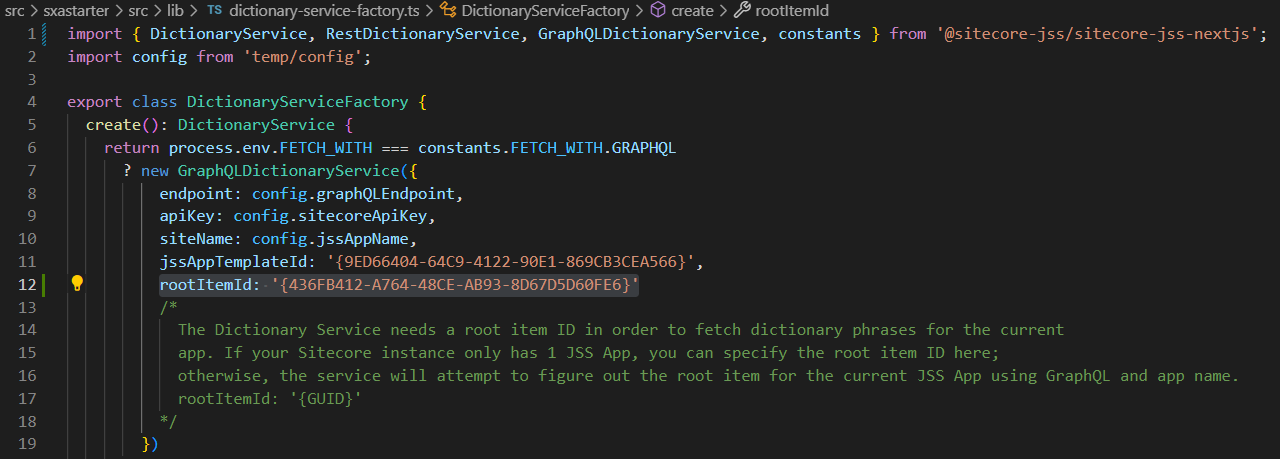 src > sxastarter > src > lib > TS dictionary-service-factory.ts > DictionaryServiceFactory > create > rootItemId
1 import { DictionaryService, RestDictionaryService, GraphQLDictionaryService, constants } from '@sitecore-jss/sitecore-jss-nextjs';
2 import config from 'temp/config';
3
4 export class DictionaryServiceFactory {
5   create(): DictionaryService {
6     return process.env.FETCH_WITH === constants.FETCH_WITH.GRAPHQL
7       ? new GraphQLDictionaryService({
8           endpoint: config.graphQLEndpoint,
9           apiKey: config.sitecoreApiKey,
10           siteName: config.jssAppName,
11           jssAppTemplateId: '{9ED66404-64C9-4122-90E1-869CB3CEA566}',
12           rootItemId: '{436FB412-A764-48CE-AB93-8D67D5D60FE6}'
13           /*
14             The Dictionary Service needs a root item ID in order to fetch dictionary phrases for the current
15             app. If your Sitecore instance only has 1 JSS App, you can specify the root item ID here;
16             otherwise, the service will attempt to figure out the root item for the current JSS App using GraphQL and app name.
17             rootItemId: '{GUID}'
18           */
19         })